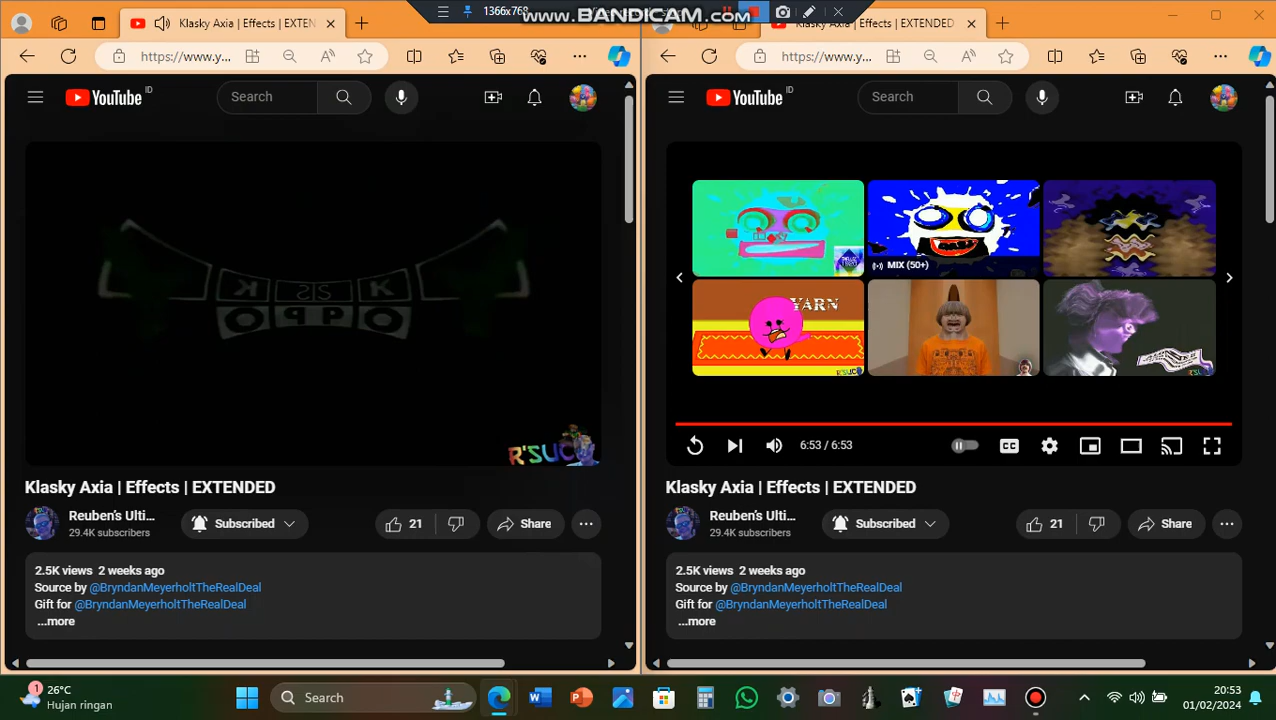 1366x768
www.BANDICAM.com
Klasky Axia | Effects | EXTEN
Klasky Axia | Effects | EXTENDED
https://www.y...
https://www.y...
YouTube ID
Search
YouTube ID
Search
MIX (50+)
YARN
R'SUC
6:53 / 6:53
CC
Klasky Axia | Effects | EXTENDED
Reuben's Ulti...
29.4K subscribers
Subscribed
21
Share
2.5K views 2 weeks ago
Source by @BryndanMeyerholtTheRealDeal
Gift for @BryndanMeyerholtTheRealDeal
...more
Klasky Axia | Effects | EXTENDED
Reuben's Ulti...
29.4K subscribers
Subscribed
21
Share
2.5K views 2 weeks ago
Source by @BryndanMeyerholtTheRealDeal
Gift for @BryndanMeyerholtTheRealDeal
...more
1
26°C
Hujan ringan
Search
20:53
01/02/2024